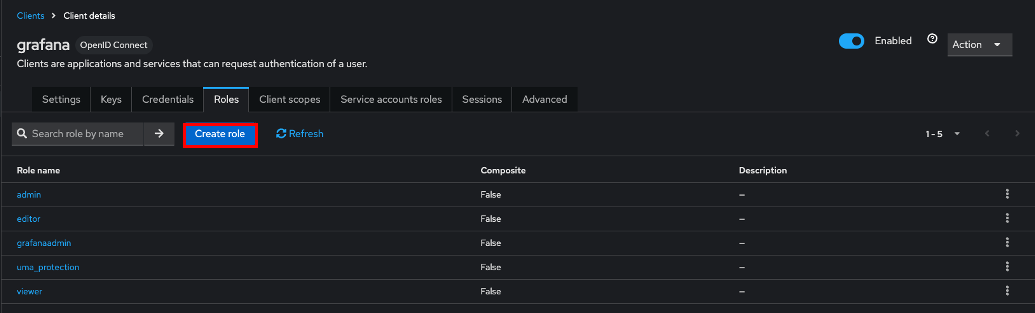 Clients > Client details
grafana OpenID Connect
Enabled Action
Clients are applications and services that can request authentication of a user.
Settings Keys Credentials Roles Client scopes Service accounts roles Sessions Advanced
Search role by name Create role Refresh 1 - 5
Role name Composite Description
admin False –
editor False –
grafanaadmin False –
uma_protection False –
viewer False –